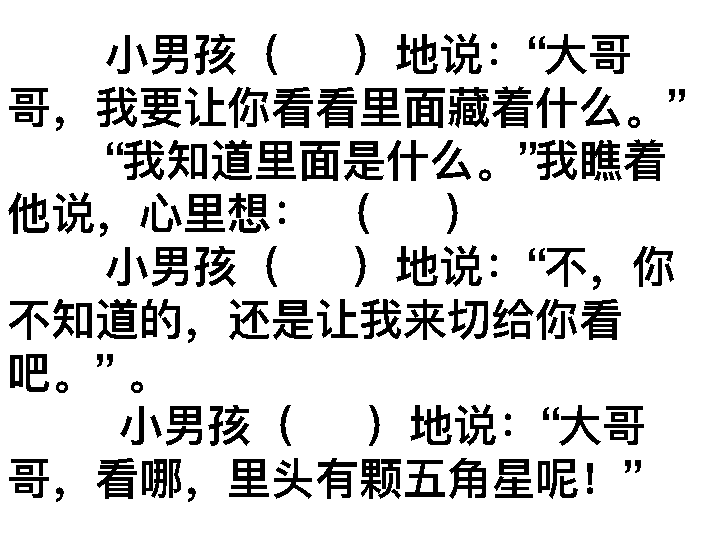 小男孩（　　）地说：“大哥
哥，我要让你看看里面藏着什么。”
“我知道里面是什么。”我瞧着
他说，心里想：（　　）
小男孩（　　）地说：“不，你
不知道的，还是让我来切给你看
吧。”。
小男孩（　　）地说：“大哥
哥，看哪，里头有颗五角星呢！”